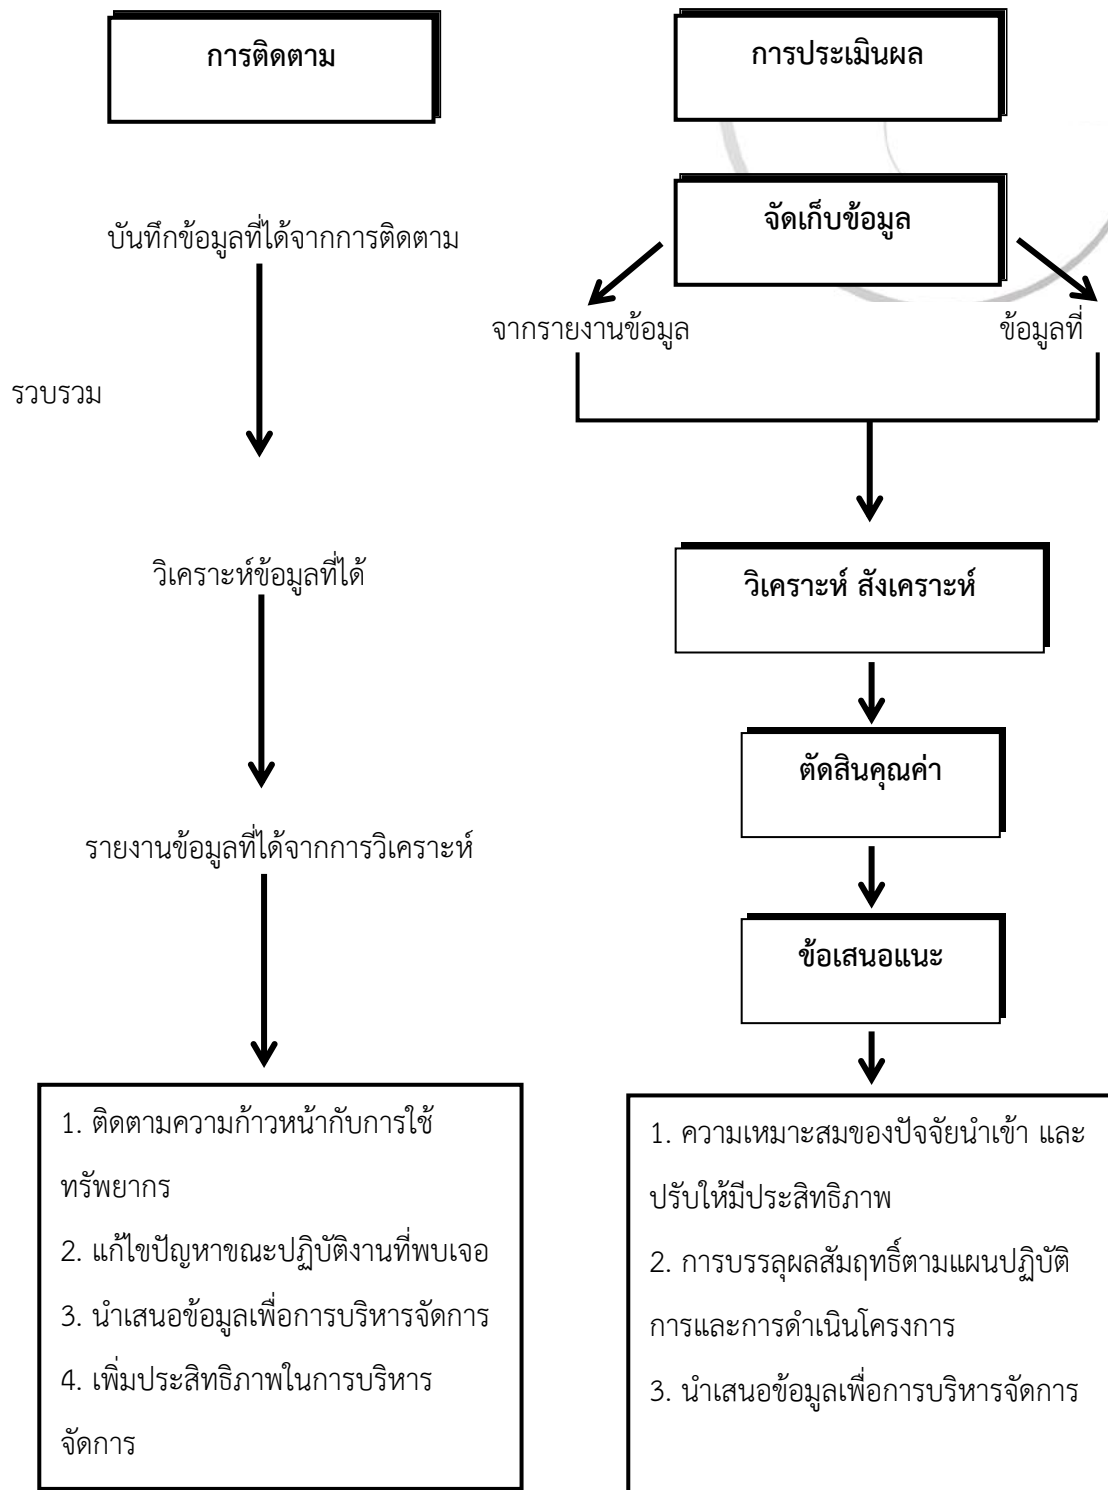 การติดตาม
บันทึกข้อมูลที่ได้จากการติดตาม
รวบรวม
วิเคราะห์ข้อมูลที่ได้
รายงานข้อมูลที่ได้จากการวิเคราะห์
1. ติดตามความก้าวหน้ากับการใช้
ทรัพยากร
2. แก้ไขปัญหาขณะปฏิบัติงานที่พบเจอ
3. นำเสนอข้อมูลเพื่อการบริหารจัดการ
4. เพิ่มประสิทธิภาพในการบริหาร
จัดการ
การประเมินผล
จัดเก็บข้อมูล
จากรายงานข้อมูล
ข้อมูลที่
วิเคราะห์ สังเคราะห์
ตัดสินคุณค่า
ข้อเสนอแนะ
1. ความเหมาะสมของปัจจัยนำเข้า และ
ปรับให้มีประสิทธิภาพ
2. การบรรลุผลสัมฤทธิ์ตามแผนปฏิบัติ
การและการดำเนินโครงการ
3. นำเสนอข้อมูลเพื่อการบริหารจัดการ